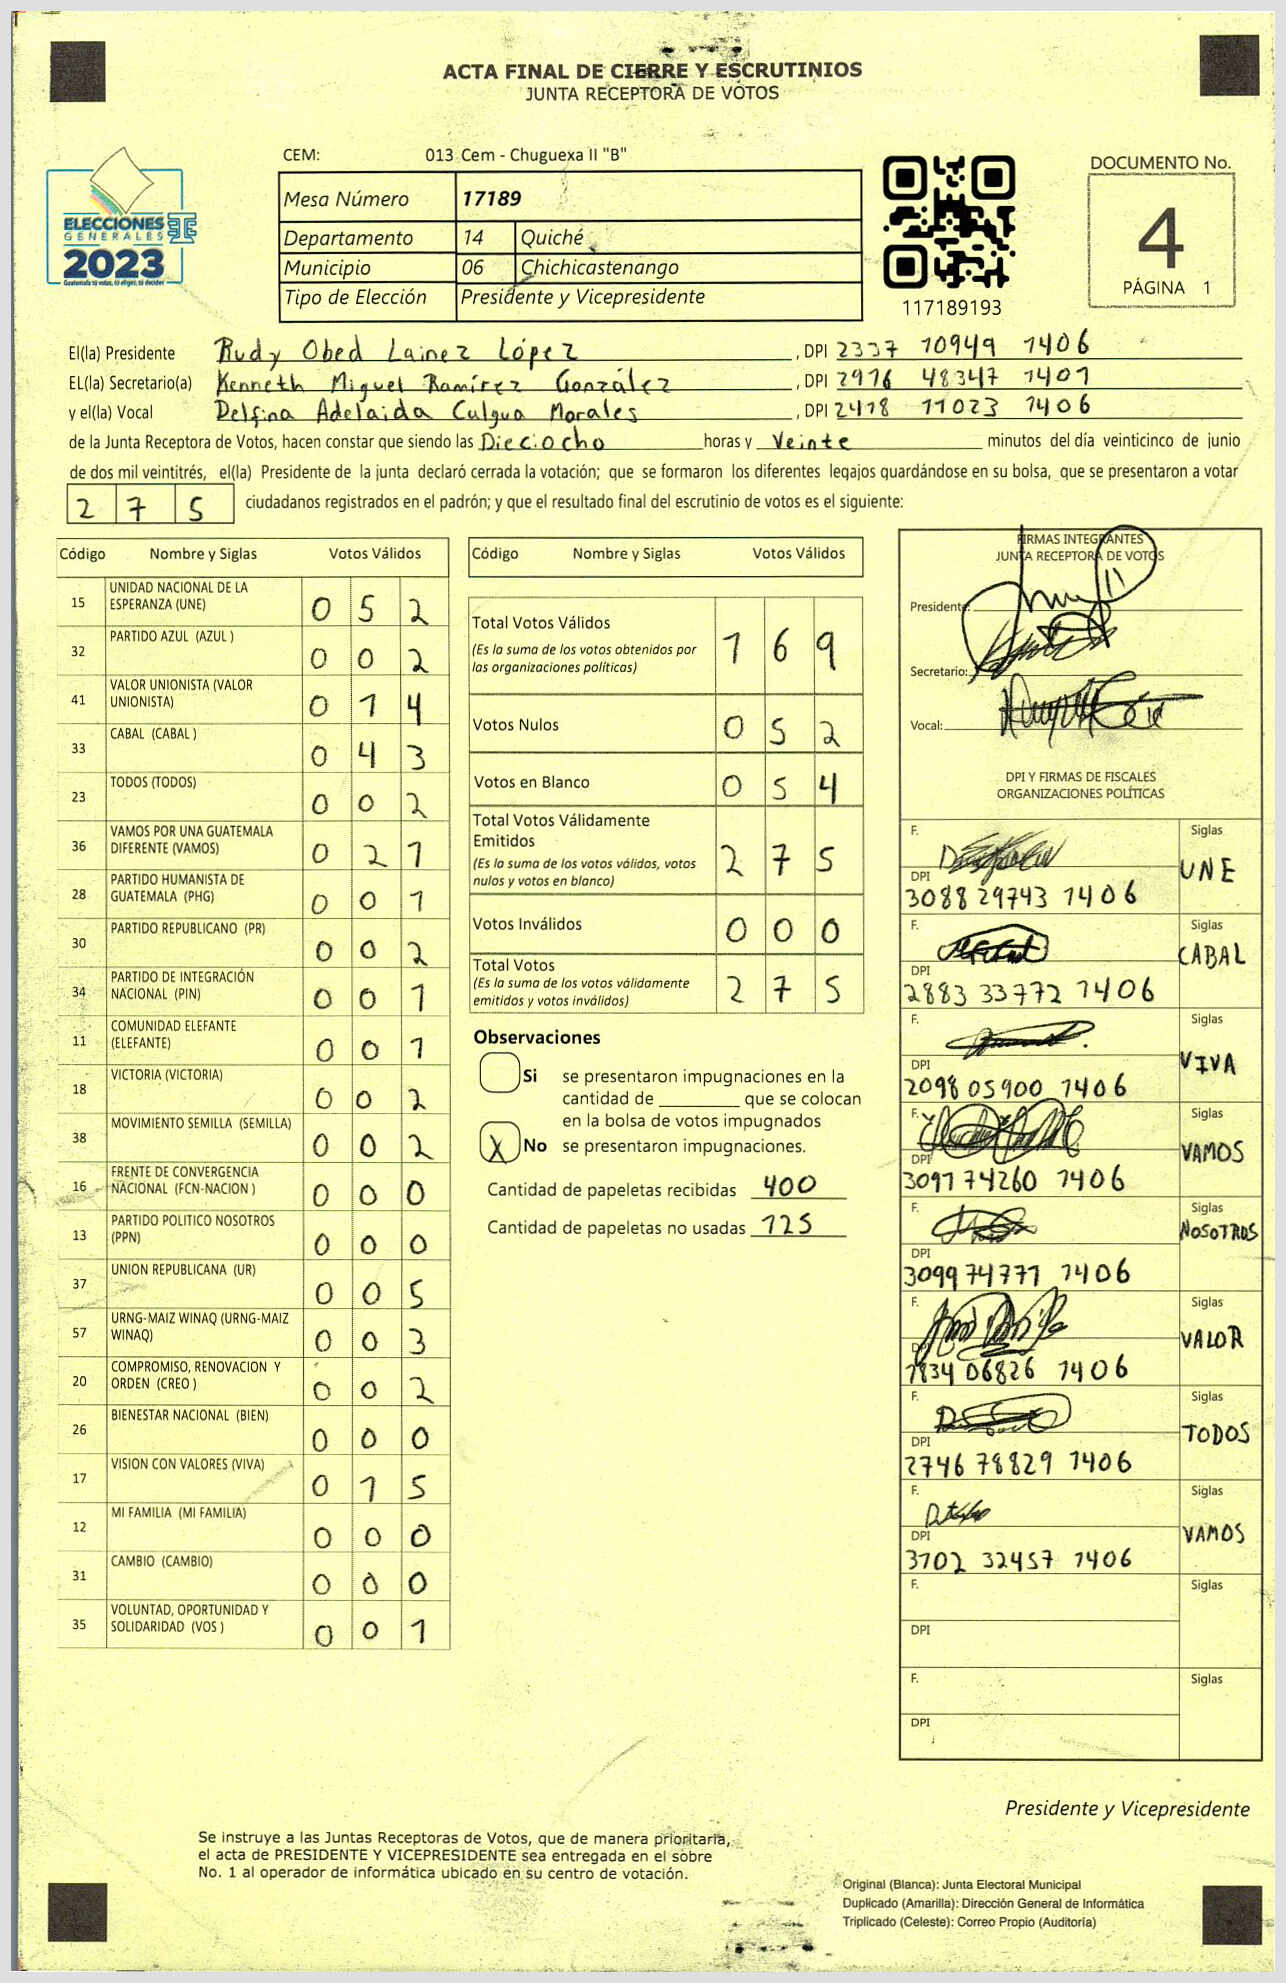 ACTA FINAL DE CIERRE Y ESCRUTINIOS
JUNTA RECEPTORA DE VOTOS
ELECCIONES
GENERALES
2023
Guatemala tú votas, tú eliges, tú decides
CEM: 013 Cem - Chuguexa II "B"
Mesa Número 17189
Departamento 14 Quiché
Municipio 06 Chichicastenango
Tipo de Elección Presidente y Vicepresidente
117189193
DOCUMENTO No.
4
PÁGINA 1
El(la) Presidente Rudy Obed Lainez López , DPI 2337 10949 1406
EL(la) Secretario(a) Kenneth Miguel Ramírez González , DPI 2976 48347 1401
y el(la) Vocal Delfina Adelaida Culgua Morales , DPI 2418 11023 1406
de la Junta Receptora de Votos, hacen constar que siendo las Dieciocho horas y Veinte minutos del día veinticinco de junio
de dos mil veintitrés, el(la) Presidente de la junta declaró cerrada la votación; que se formaron los diferentes legajos guardándose en su bolsa, que se presentaron a votar
2 7 5 ciudadanos registrados en el padrón; y que el resultado final del escrutinio de votos es el siguiente:
Código Nombre y Siglas Votos Válidos
15 UNIDAD NACIONAL DE LA ESPERANZA (UNE) 0 5 2
32 PARTIDO AZUL (AZUL ) 0 0 2
41 VALOR UNIONISTA (VALOR UNIONISTA) 0 1 4
33 CABAL (CABAL ) 0 4 3
23 TODOS (TODOS) 0 0 2
36 VAMOS POR UNA GUATEMALA DIFERENTE (VAMOS) 0 2 1
28 PARTIDO HUMANISTA DE GUATEMALA (PHG) 0 0 1
30 PARTIDO REPUBLICANO (PR) 0 0 2
34 PARTIDO DE INTEGRACIÓN NACIONAL (PIN) 0 0 1
11 COMUNIDAD ELEFANTE (ELEFANTE) 0 0 1
18 VICTORIA (VICTORIA) 0 0 2
38 MOVIMIENTO SEMILLA (SEMILLA) 0 0 2
16 FRENTE DE CONVERGENCIA NACIONAL (FCN-NACION ) 0 0 0
13 PARTIDO POLITICO NOSOTROS (PPN) 0 0 0
37 UNION REPUBLICANA (UR) 0 0 5
57 URNG-MAIZ WINAQ (URNG-MAIZ WINAQ) 0 0 3
20 COMPROMISO, RENOVACION Y ORDEN (CREO ) 0 0 2
26 BIENESTAR NACIONAL (BIEN) 0 0 0
17 VISION CON VALORES (VIVA) 0 1 5
12 MI FAMILIA (MI FAMILIA) 0 0 0
31 CAMBIO (CAMBIO) 0 0 0
35 VOLUNTAD, OPORTUNIDAD Y SOLIDARIDAD (VOS ) 0 0 1
Código Nombre y Siglas Votos Válidos
Total Votos Válidos 1 6 9
(Es la suma de los votos obtenidos por
las organizaciones políticas)
Votos Nulos 0 5 2
Votos en Blanco 0 5 4
Total Votos Válidamente
Emitidos 2 7 5
(Es la suma de los votos válidos, votos
nulos y votos en blanco)
Votos Inválidos 0 0 0
Total Votos 2 7 5
(Es la suma de los votos válidamente
emitidos y votos inválidos)
Observaciones
Si se presentaron impugnaciones en la
cantidad de ________ que se colocan
en la bolsa de votos impugnados
X No se presentaron impugnaciones.
Cantidad de papeletas recibidas 400
Cantidad de papeletas no usadas 125
FIRMAS INTEGRANTES
JUNTA RECEPTORA DE VOTOS
Presidente:
Secretario:
Vocal:
DPI Y FIRMAS DE FISCALES
ORGANIZACIONES POLÍTICAS
F. Siglas UNE
DPI 3088 29743 1406
F. Siglas CABAL
DPI 2883 33772 1406
F. Siglas VIVA
DPI 2098 05900 1406
F. Siglas VAMOS
DPI 3097 74260 1406
F. Siglas NOSOTROS
DPI 3099 74777 1406
F. Siglas VALOR
1834 06826 1406
F. Siglas TODOS
DPI 2746 78829 1406
F. Siglas VAMOS
DPI 3702 32457 1406
F. Siglas
DPI
F. Siglas
DPI
Presidente y Vicepresidente
Se instruye a las Juntas Receptoras de Votos, que de manera prioritaria,
el acta de PRESIDENTE Y VICEPRESIDENTE sea entregada en el sobre
No. 1 al operador de informática ubicado en su centro de votación.
Original (Blanca): Junta Electoral Municipal
Duplicado (Amarilla): Dirección General de Informática
Triplicado (Celeste): Correo Propio (Auditoría)